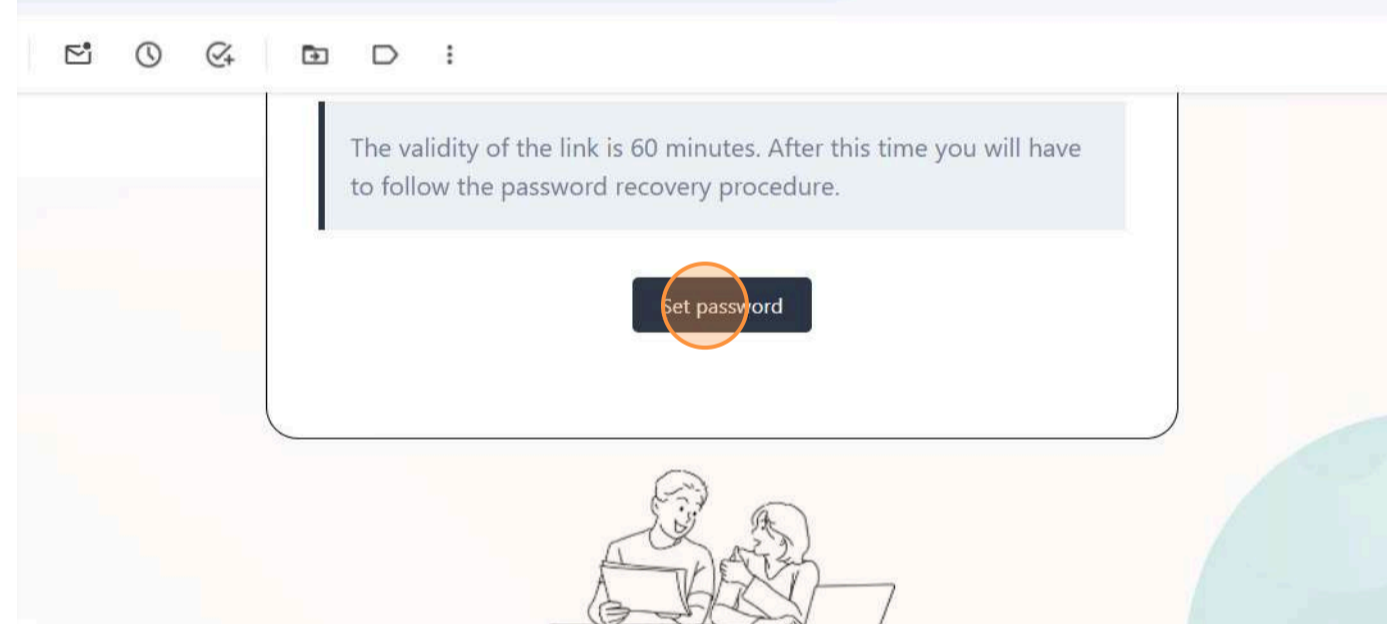 The validity of the link is 60 minutes. After this time you will have
to follow the password recovery procedure.
Set password